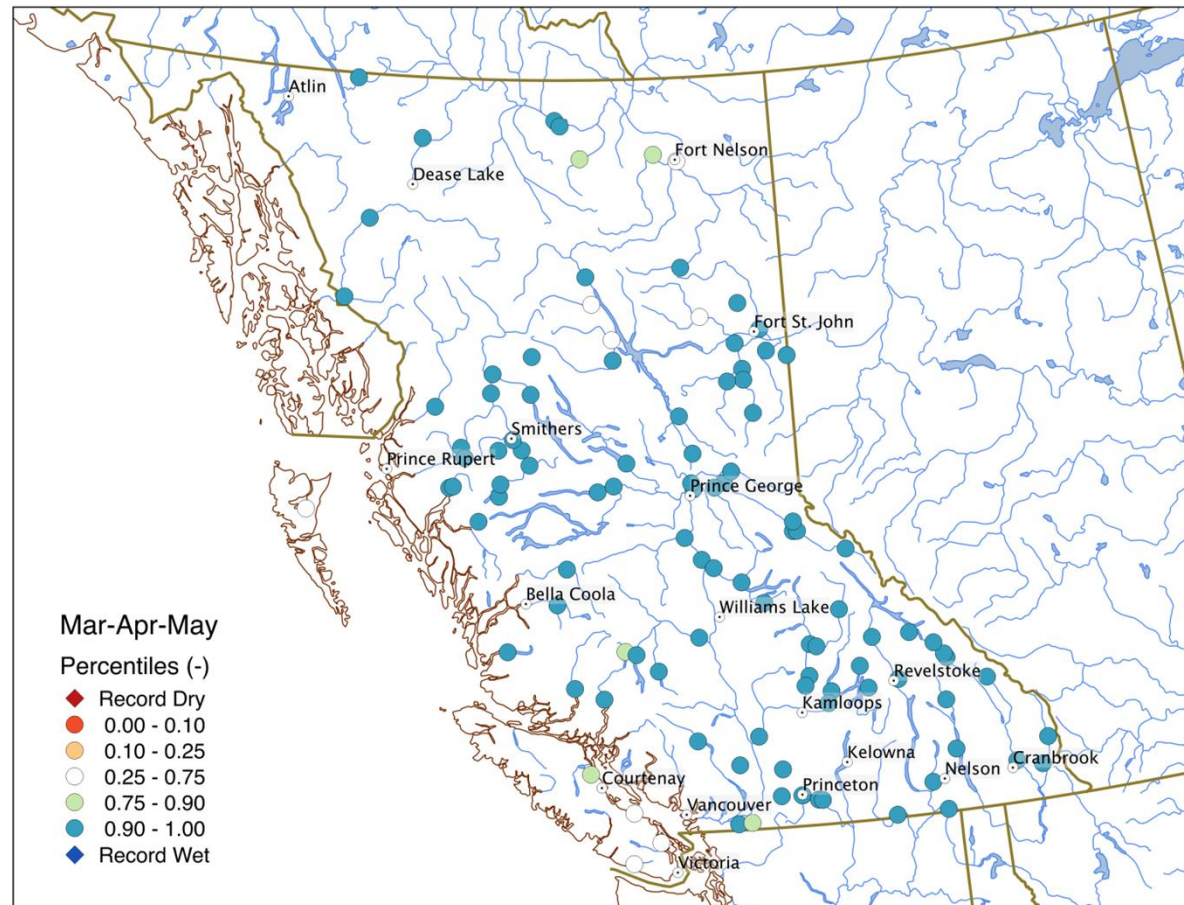 Atlin
Fort Nelson
Dease Lake
Fort St. John
Smithers
Prince Rupert
Prince George
Bella Coola
Williams Lake
Mar-Apr-May
Percentiles (-)
Record Dry
0.00 - 0.10
0.10 - 0.25
0.25 - 0.75
0.75 - 0.90
0.90 - 1.00
Record Wet
Revelstoke
Kamloops
Kelowna
Cranbrook
Nelson
Courtenay
Princeton
Vancouver
Victoria